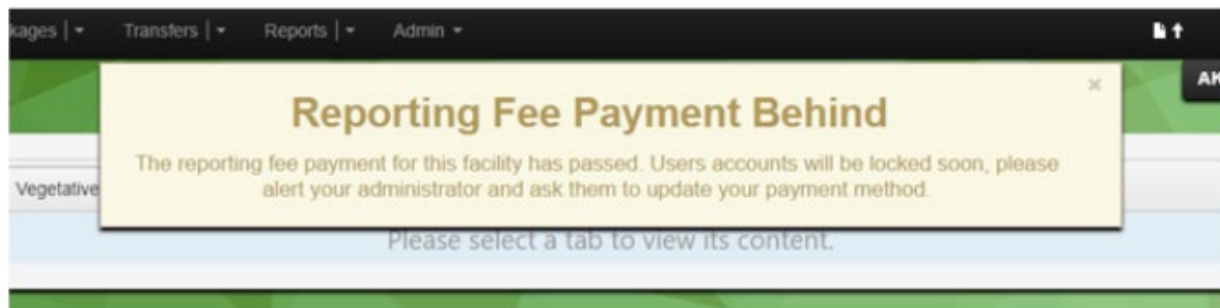 Transfers | Reports | Admin
AK
×
Reporting Fee Payment Behind
The reporting fee payment for this facility has passed. Users accounts will be locked soon, please
alert your administrator and ask them to update your payment method.
Vegetative
Please select a tab to view its content.